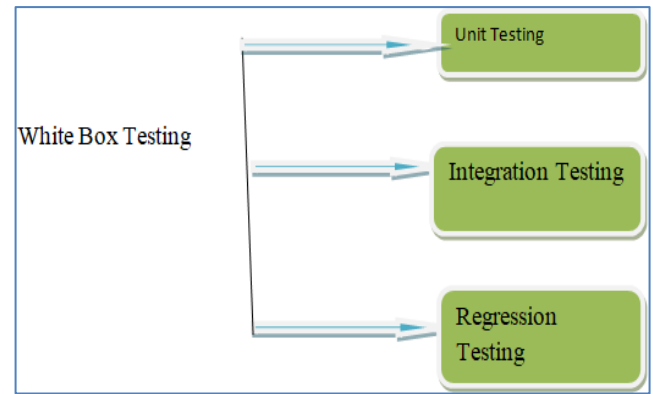 Unit Testing
White Box Testing
Integration Testing
Regression
Testing